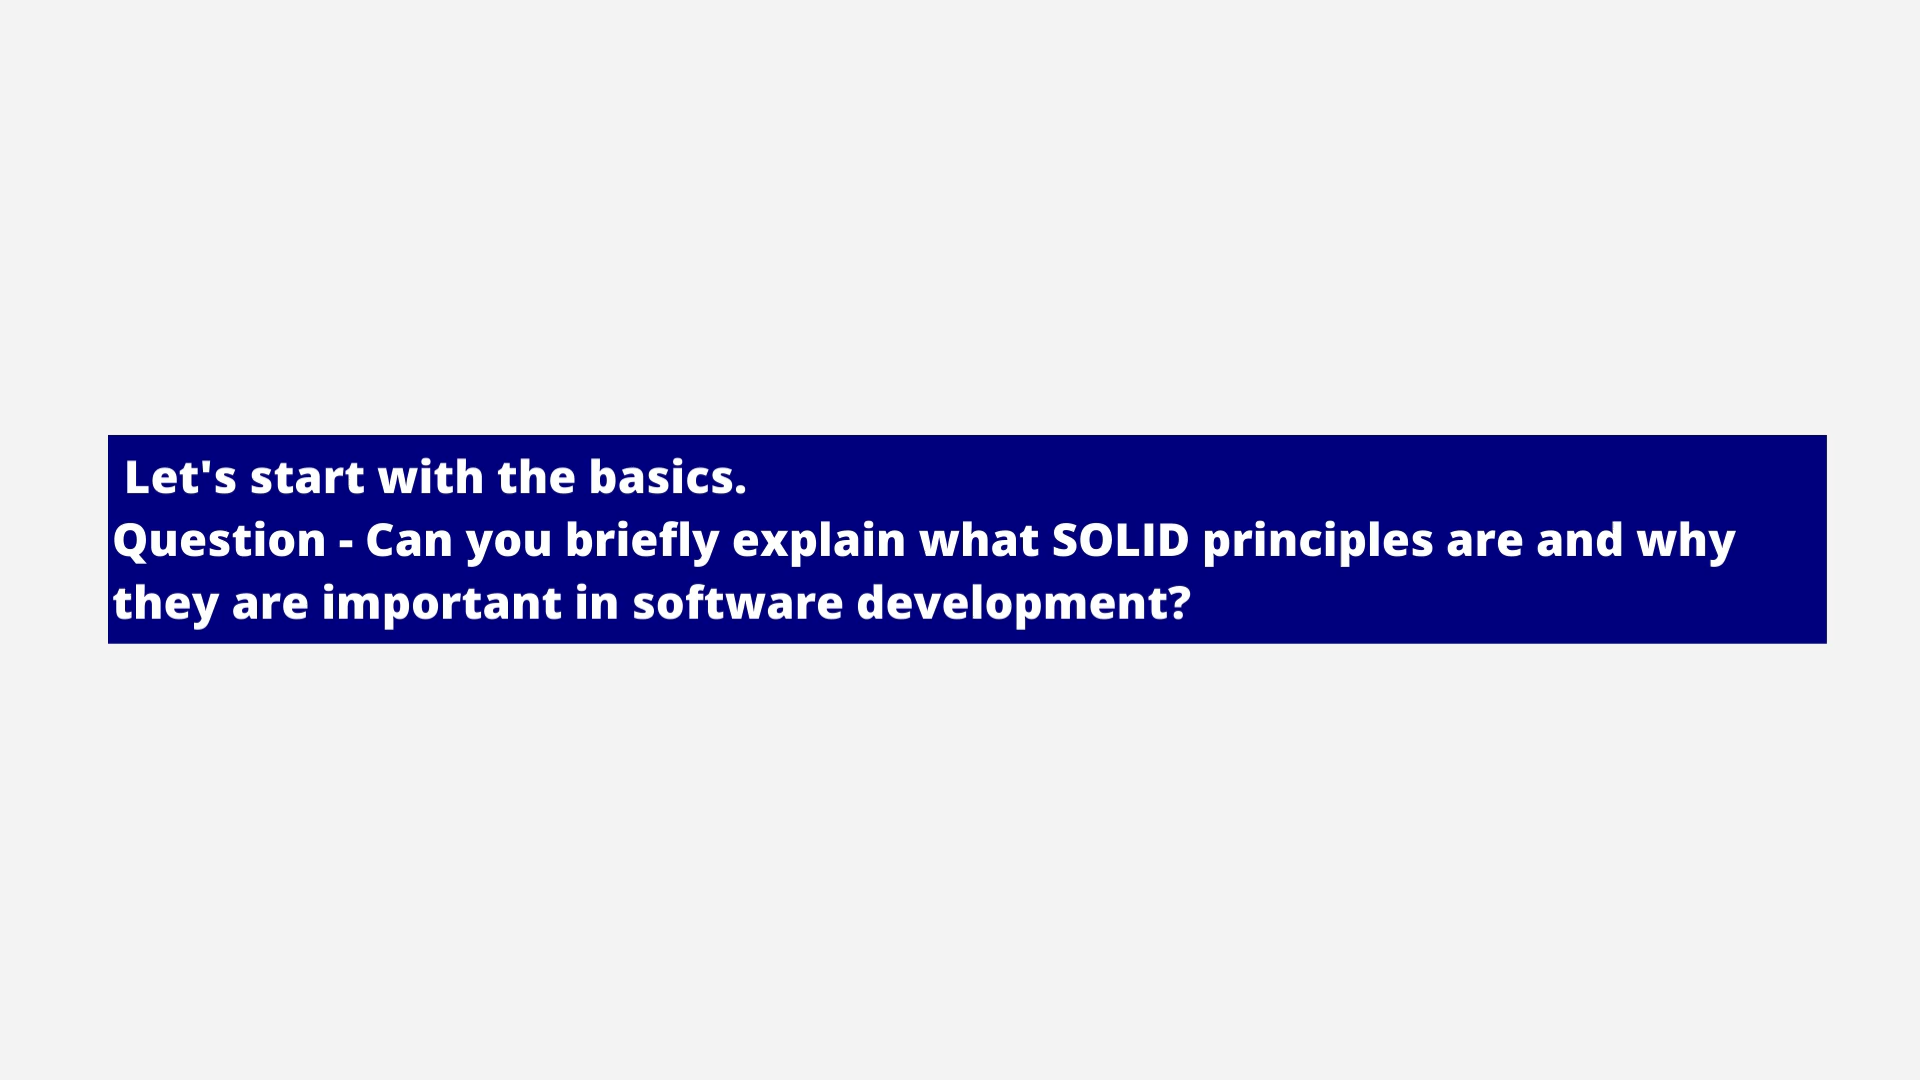 Let's start with the basics.
Question - Can you briefly explain what SOLID principles are and why
they are important in software development?